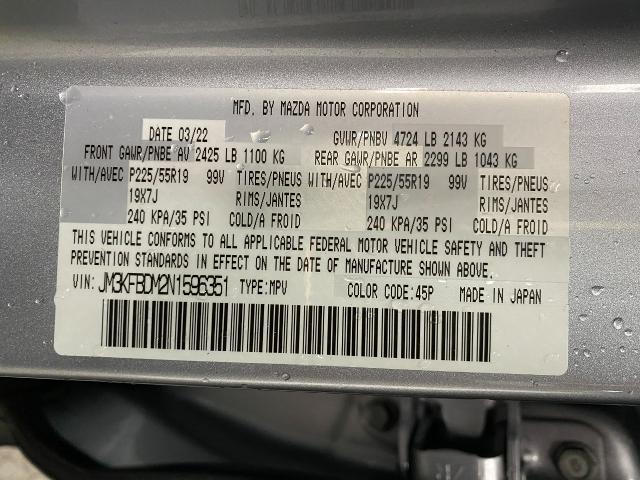 MFD. BY MAZDA MOTOR CORPORATION
DATE 03/22 GVWR/PNBV 4724 LB 2143 KG
FRONT GAWR/PNBE AV 2425 LB 1100 KG REAR GAWR/PNBE AR 2299 LB 1043 KG
WITH/AVEC P225/55R19 99V TIRES/PNEUS WITH/AVEC P225/55R19 99V TIRES/PNEUS
19X7J RIMS/JANTES 19X7J RIMS/JANTES
240 KPA/35 PSI COLD/A FROID 240 KPA/35 PSI COLD/A FROID
THIS VEHICLE CONFORMS TO ALL APPLICABLE FEDERAL MOTOR VEHICLE SAFETY AND THEFT
PREVENTION STANDARDS IN EFFECT ON THE DATE OF MANUFACTURE SHOWN ABOVE.
VIN: JM3KFBDM2N1596351 TYPE:MPV COLOR CODE:45P MADE IN JAPAN